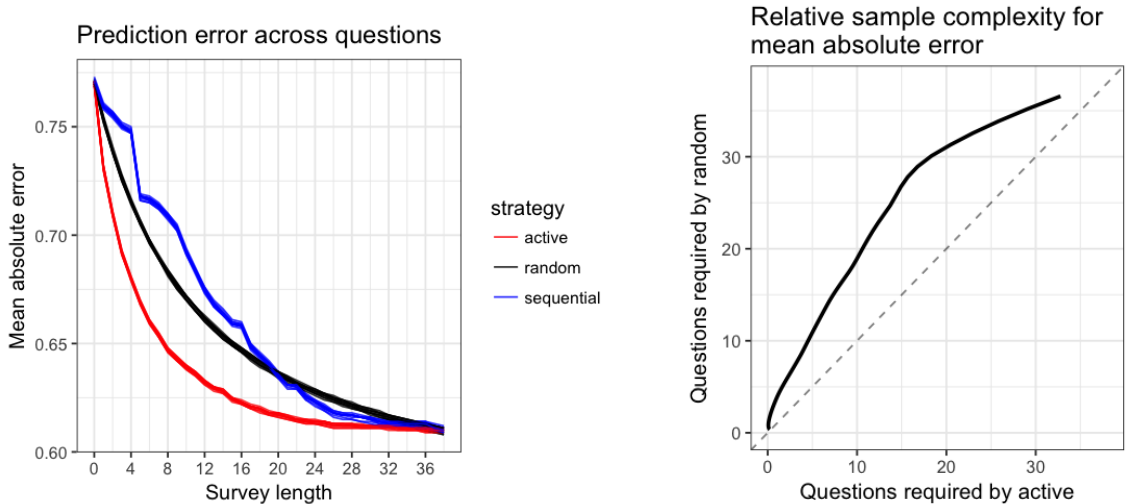 Prediction error across questions
Mean absolute error
0.75
0.70
0.65
0.60
0 4 8 12 16 20 24 28 32 36
Survey length
strategy
active
random
sequential
Relative sample complexity for
mean absolute error
Questions required by random
30
20
10
0
0 10 20 30
Questions required by active